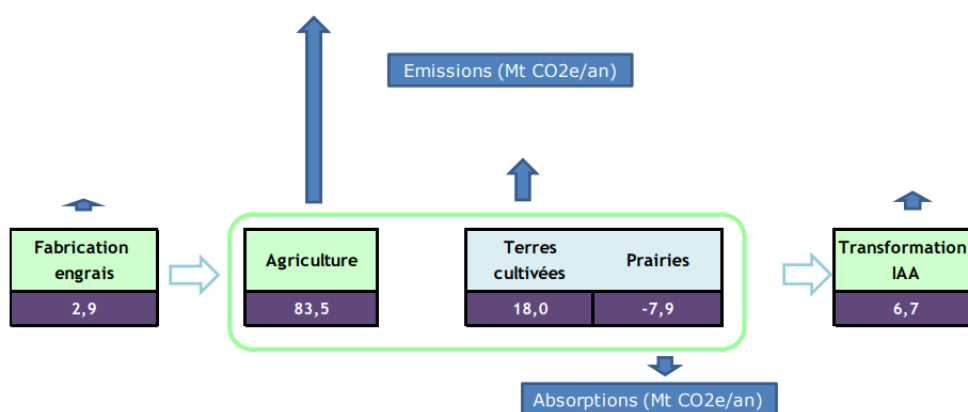 Emissions (Mt CO2e/an)
Fabrication
engrais
2,9
Agriculture
83,5
Terres
cultivées
18,0
Prairies
-7,9
Transformation
IAA
6,7
Absorptions (Mt CO2e/an)